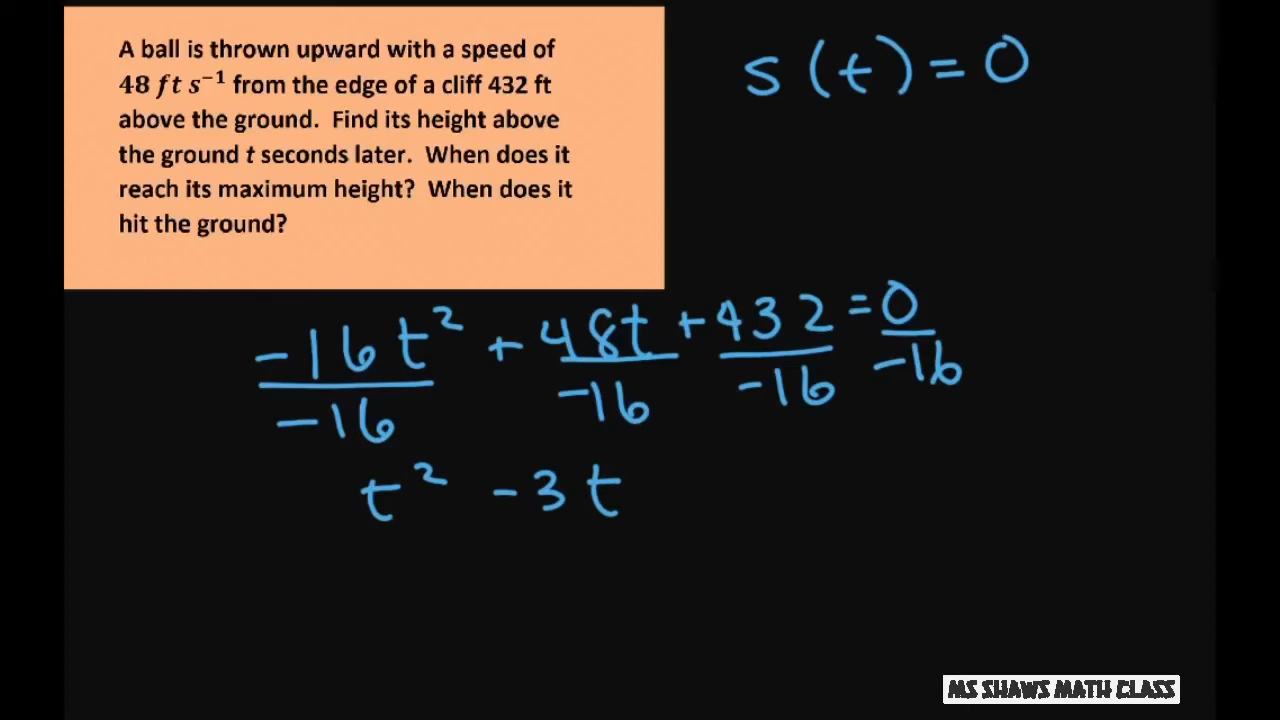 A ball is thrown upward with a speed of
48 ft s⁻¹ from the edge of a cliff 432 ft
above the ground. Find its height above
the ground t seconds later. When does it
reach its maximum height? When does it
hit the ground?
s(t) = 0
-16t² + 48t + 432 = 0
-16 -16 -16 -16
t² - 3t
MS SHAWS MATH CLASS